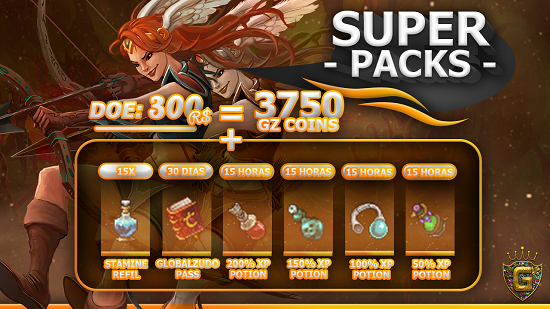 SUPER
- PACKS -
DOE: 300R$ = 3750
GZ COINS
+
15X
30 DIAS
15 HORAS
15 HORAS
15 HORAS
15 HORAS
STAMINE
REFIL
GLOBALZUDO
PASS
200% XP
POTION
150% XP
POTION
100% XP
POTION
50% XP
POTION
G